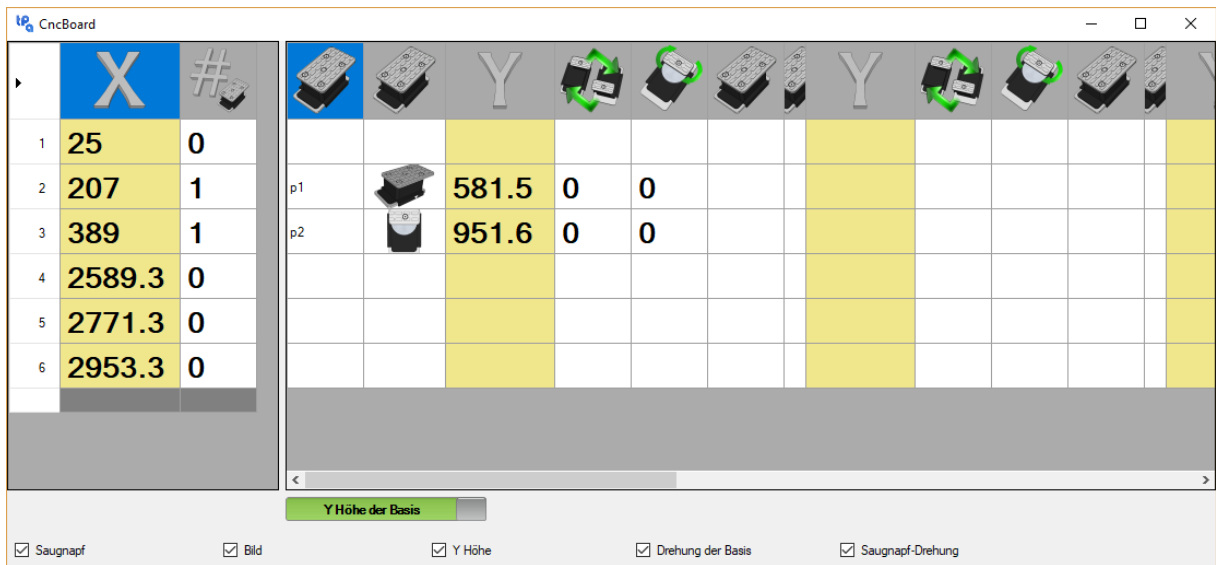 tpa CncBoard
X # Y Y Y
1 25 0
2 207 1 p1 581.5 0 0
3 389 1 p2 951.6 0 0
4 2589.3 0
5 2771.3 0
6 2953.3 0
Y Höhe der Basis
Saugnapf Bild Y Höhe Drehung der Basis Saugnapf-Drehung